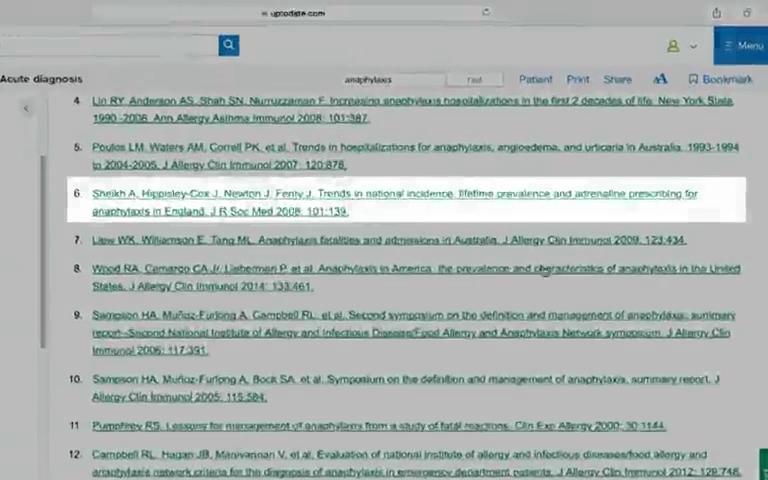 uptodate.com
Menu
Acute diagnosis
anaphylaxis
Find
Patient
Print
Share
AA
Bookmark
4. Lin RY, Anderson AS, Shah SN, Nurruzzaman F. Increasing anaphylaxis hospitalizations in the first 2 decades of life: New York State,
1990-2006. Ann Allergy Asthma Immunol 2008; 101:387.
5. Poulos LM, Waters AM, Correll PK, et al. Trends in hospitalizations for anaphylaxis, angioedema, and urticaria in Australia, 1993-1994
to 2004-2005. J Allergy Clin Immunol 2007; 120:878.
6. Sheikh A, Hippisley-Cox J, Newton J, Fenty J. Trends in national incidence, lifetime prevalence and adrenaline prescribing for
anaphylaxis in England. J R Soc Med 2008; 101:139.
7. Liew WK, Williamson E, Tang ML. Anaphylaxis fatalities and admissions in Australia. J Allergy Clin Immunol 2009; 123:434.
8. Wood RA, Camargo CA Jr, Lieberman P, et al. Anaphylaxis in America: the prevalence and characteristics of anaphylaxis in the United
States. J Allergy Clin Immunol 2014; 133:461.
9. Sampson HA, Muñoz-Furlong A, Campbell RL, et al. Second symposium on the definition and management of anaphylaxis: summary
report--Second National Institute of Allergy and Infectious Disease/Food Allergy and Anaphylaxis Network symposium. J Allergy Clin
Immunol 2006; 117:391.
10. Sampson HA, Muñoz-Furlong A, Bock SA, et al. Symposium on the definition and management of anaphylaxis: summary report. J
Allergy Clin Immunol 2005; 115:584.
11. Pumphrey RS. Lessons for management of anaphylaxis from a study of fatal reactions. Clin Exp Allergy 2000; 30:1144.
12. Campbell RL, Hagan JB, Manivannan V, et al. Evaluation of national institute of allergy and infectious diseases/food allergy and
anaphylaxis network criteria for the diagnosis of anaphylaxis in emergency department patients. J Allergy Clin Immunol 2012; 129:748.